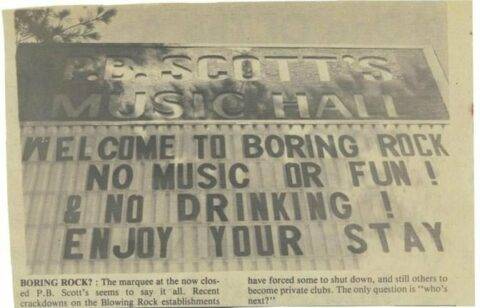 P.B. SCOTT'S
MUSIC HALL
WELCOME TO BORING ROCK
NO MUSIC OR FUN !
& NO DRINKING !
ENJOY YOUR STAY
BORING ROCK? : The marquee at the now clos-
ed P.B. Scott's seems to say it all. Recent
crackdowns on the Blowing Rock establishments
have forced some to shut down, and still others to
become private clubs. The only question is "who's
next?"